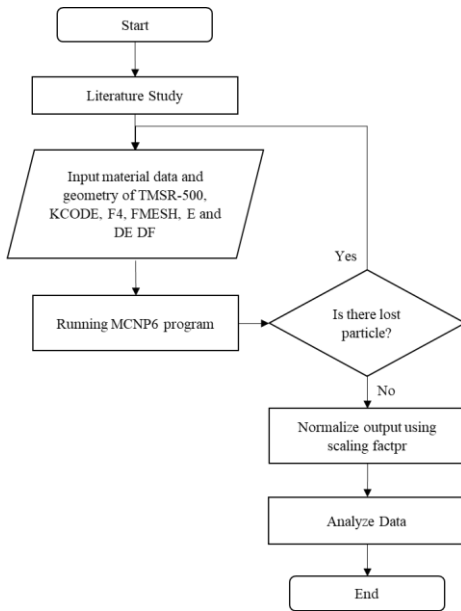 Start
Literature Study
Input material data and
geometry of TMSR-500,
KCODE, F4, FMESH, E and
DE DF
Yes
Running MCNP6 program
Is there lost
particle?
No
Normalize output using
scaling factpr
Analyze Data
End